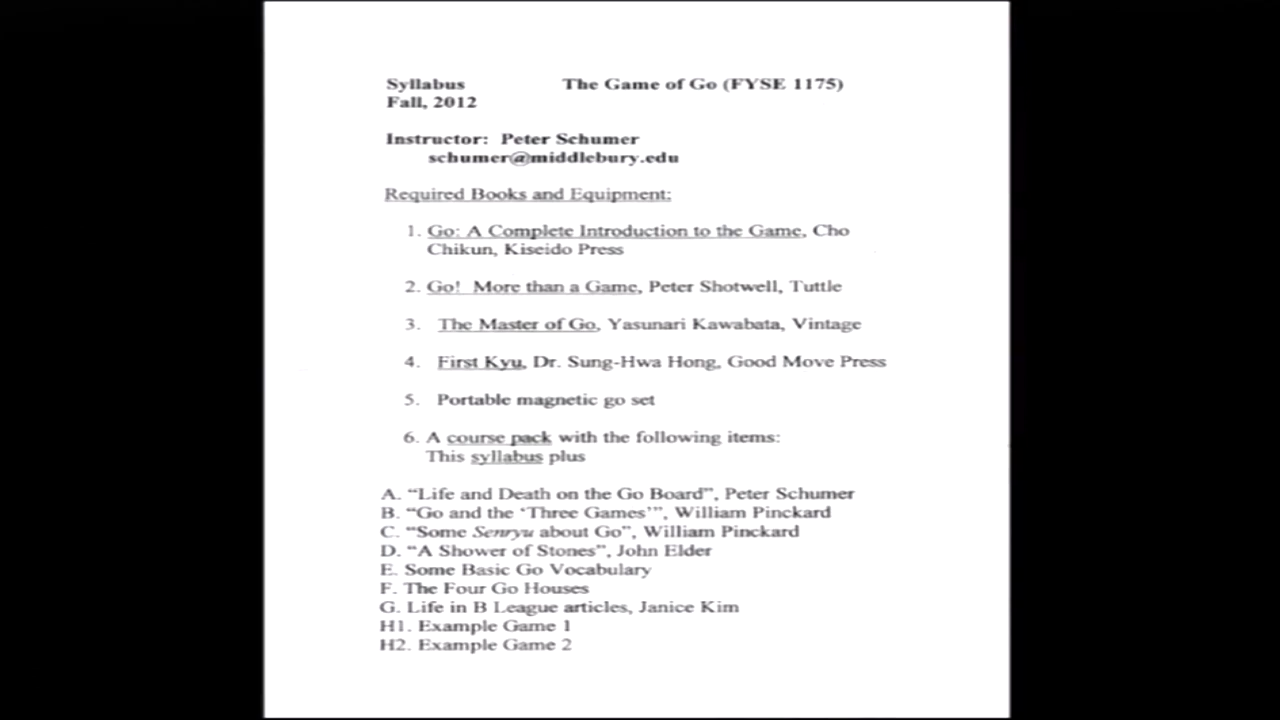 Syllabus The Game of Go (FYSE 1175)
Fall, 2012
Instructor: Peter Schumer
schumer@middlebury.edu
Required Books and Equipment:
1. Go: A Complete Introduction to the Game, Cho
Chikun, Kiseido Press
2. Go! More than a Game, Peter Shotwell, Tuttle
3. The Master of Go, Yasunari Kawabata, Vintage
4. First Kyu, Dr. Sung-Hwa Hong, Good Move Press
5. Portable magnetic go set
6. A course pack with the following items:
This syllabus plus
A. “Life and Death on the Go Board”, Peter Schumer
B. “Go and the ‘Three Games’”, William Pinckard
C. “Some Senryu about Go”, William Pinckard
D. “A Shower of Stones”, John Elder
E. Some Basic Go Vocabulary
F. The Four Go Houses
G. Life in B League articles, Janice Kim
H1. Example Game 1
H2. Example Game 2